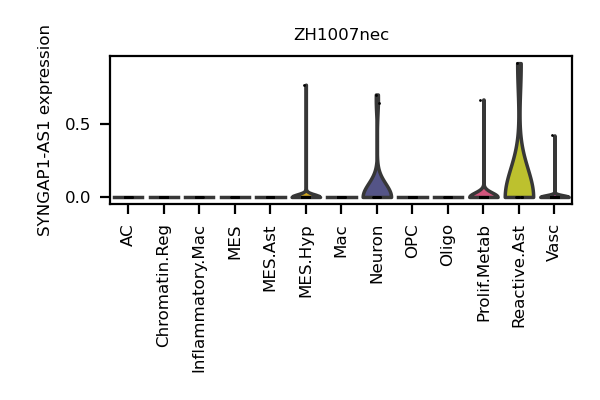 ZH1007nec
SYNGAP1-AS1 expression
0.5
0.0
AC
Chromatin.Reg
Inflammatory.Mac
MES
MES.Ast
MES.Hyp
Mac
Neuron
OPC
Oligo
Prolif.Metab
Reactive.Ast
Vasc